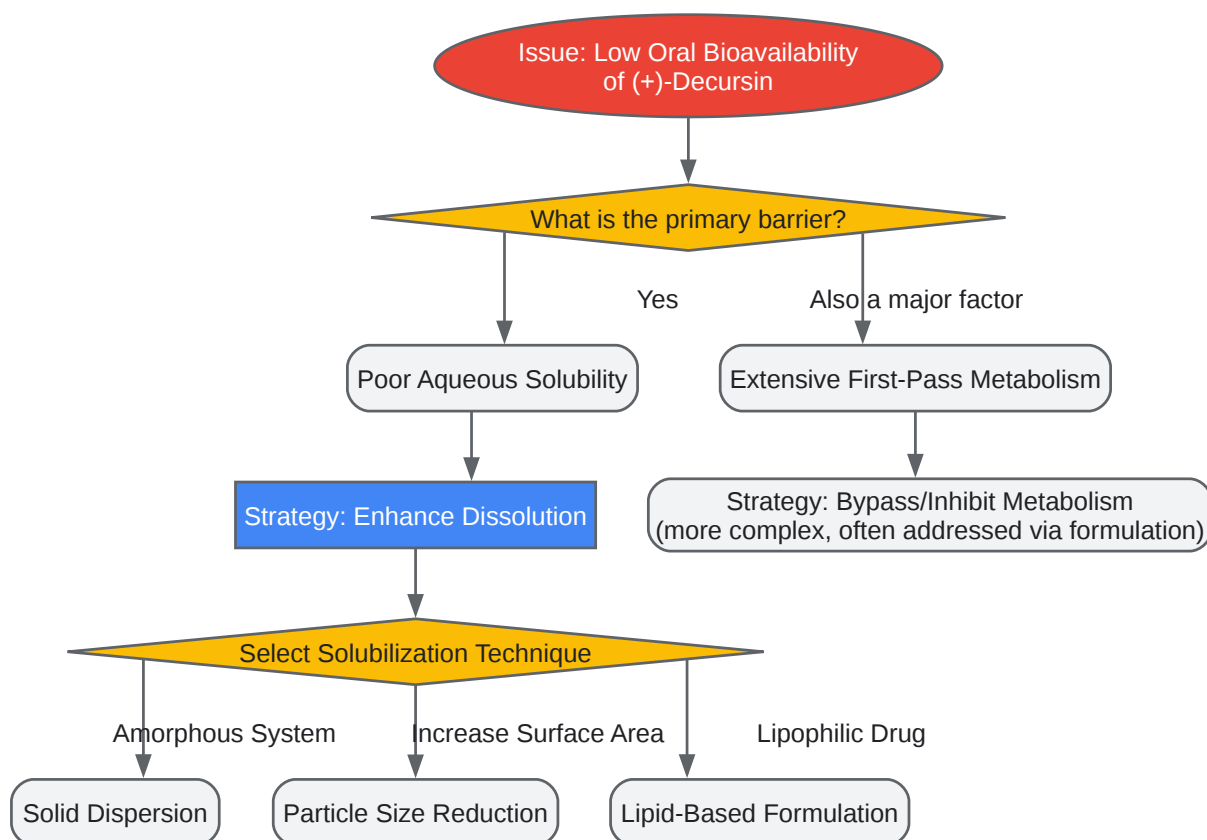 Issue: Low Oral Bioavailability
of (+)-Decursin
What is the primary barrier?
Yes
Also a major factor
Poor Aqueous Solubility
Extensive First-Pass Metabolism
Strategy: Enhance Dissolution
Strategy: Bypass/Inhibit Metabolism
(more complex, often addressed via formulation)
Select Solubilization Technique
Amorphous System
Increase Surface Area
Lipophilic Drug
Solid Dispersion
Particle Size Reduction
Lipid-Based Formulation